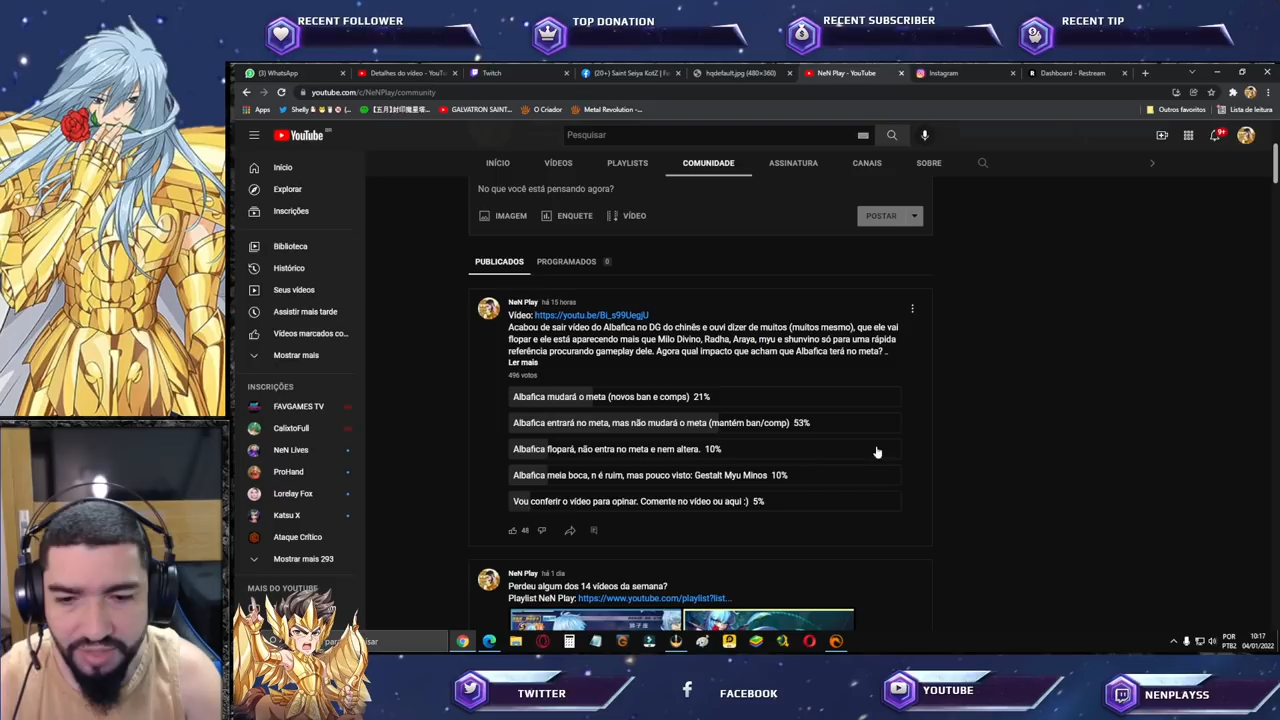 RECENT FOLLOWER
TOP DONATION
RECENT SUBSCRIBER
RECENT TIP
(3) WhatsApp
Detalhes do vídeo - YouTu
Twitch
(20+) Saint Seiya KotZ | Fa
hqdefault.jpg (480×360)
NeN Play - YouTube
Instagram
Dashboard - Restream
youtube.com/c/NeNPlay/community
Apps
Shelly
GALVATRON SAINT...
O Criador
Metal Revolution -...
Outros favoritos
Lista de leitura
YouTube BR
Pesquisar
9+
INÍCIO
VÍDEOS
PLAYLISTS
COMUNIDADE
ASSINATURA
CANAIS
SOBRE
Início
Explorar
Inscrições
Biblioteca
Histórico
Seus vídeos
Assistir mais tarde
Vídeos marcados co...
Mostrar mais
INSCRIÇÕES
FAVGAMES TV
CalixtoFull
NeN Lives
ProHand
Lorelay Fox
Katsu X
Ataque Crítico
Mostrar mais 293
MAIS DO YOUTUBE
No que você está pensando agora?
IMAGEM
ENQUETE
VÍDEO
POSTAR
PUBLICADOS
PROGRAMADOS 0
NeN Play há 15 horas
Vídeo: https://youtu.be/Bi_s99UegjU
Acabou de sair vídeo do Albafica no DG do chinês e ouvi dizer de muitos (muitos mesmo), que ele vai
flopar e ele está aparecendo mais que Milo Divino, Radha, Araya, myu e shunvino só para uma rápida
referência procurando gameplay dele. Agora qual impacto que acham que Albafica terá no meta? ..
Ler mais
496 votos
Albafica mudará o meta (novos ban e comps) 21%
Albafica entrará no meta, mas não mudará o meta (mantém ban/comp) 53%
Albafica flopará, não entra no meta e nem altera. 10%
Albafica meia boca, n é ruim, mas pouco visto: Gestalt Myu Minos 10%
Vou conferir o vídeo para opinar. Comente no vídeo ou aqui :) 5%
48
NeN Play há 1 dia
Perdeu algum dos 14 vídeos da semana?
Playlist NeN Play: https://www.youtube.com/playlist?list...
POR
PTB2
10:17
04/01/2022
TWITTER
FACEBOOK
YOUTUBE
NENPLAYSS